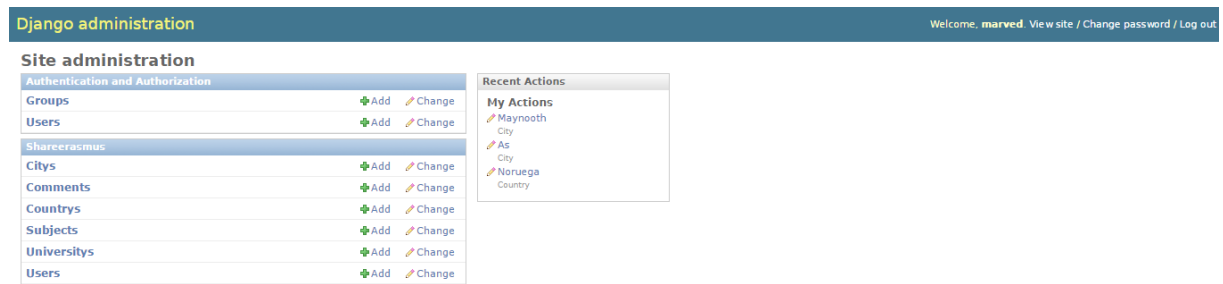 Django administration
Welcome, marved. View site / Change password / Log out
Site administration
Authentication and Authorization
Groups Add Change
Users Add Change
Shareerasmus
Citys Add Change
Comments Add Change
Countrys Add Change
Subjects Add Change
Universitys Add Change
Users Add Change
Recent Actions
My Actions
Maynooth
City
As
City
Noruega
Country